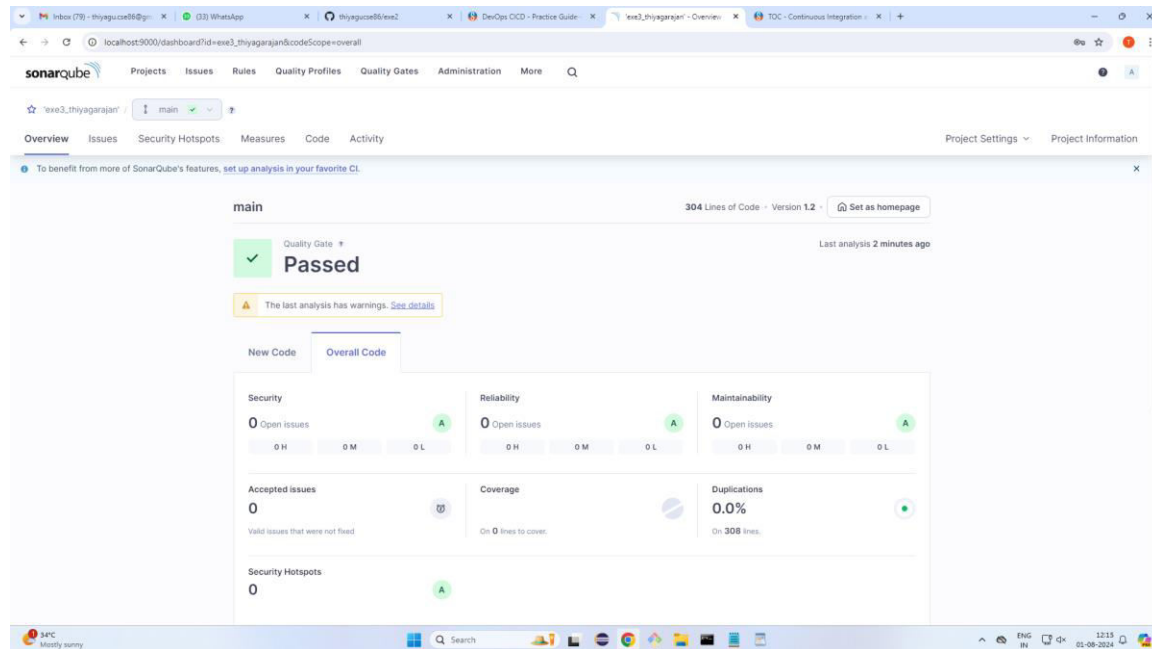 Inbox (79) - thiyagu.cse86@gm
(33) WhatsApp
thiyagucse86/exe2
DevOps CICD - Practice Guide -
'exe3_thiyagarajan' - Overview
TOC - Continuous Integration
localhost:9000/dashboard?id=exe3_thiyagarajan&codeScope=overall
sonarqube Projects Issues Rules Quality Profiles Quality Gates Administration More A
'exe3_thiyagarajan' / main ?
Overview Issues Security Hotspots Measures Code Activity Project Settings Project Information
To benefit from more of SonarQube's features, set up analysis in your favorite CI.
main 304 Lines of Code · Version 1.2 · Set as homepage
Quality Gate ? Last analysis 2 minutes ago
Passed
The last analysis has warnings. See details
New Code Overall Code
Security Reliability Maintainability
0 Open issues A 0 Open issues A 0 Open issues A
0 H 0 M 0 L 0 H 0 M 0 L 0 H 0 M 0 L
Accepted issues Coverage Duplications
0 0.0%
Valid issues that were not fixed On 0 lines to cover. On 308 lines.
Security Hotspots
0 A
34°C Search ENG 12:15
Mostly sunny IN 01-08-2024